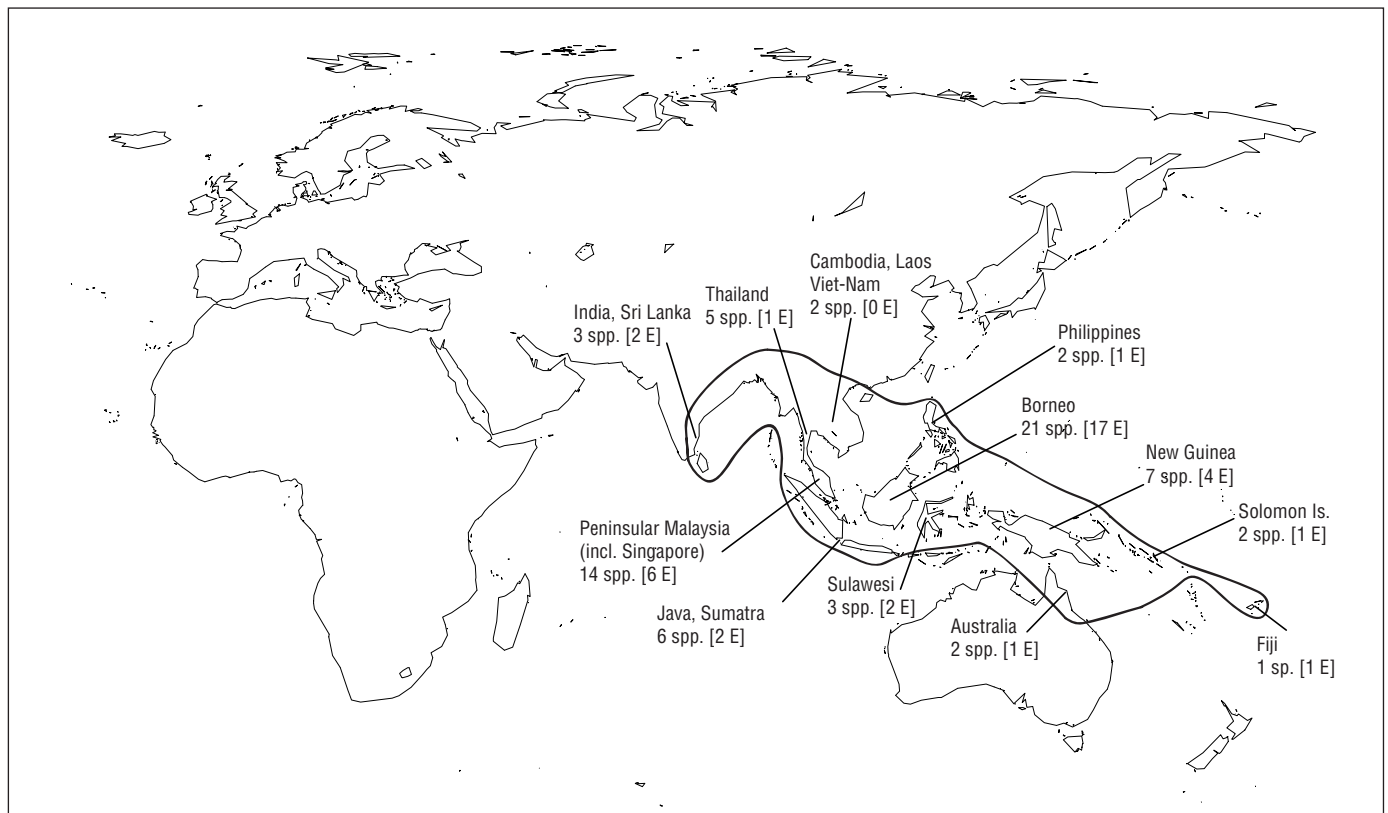 Cambodia, Laos
Viet-Nam
2 spp. [0 E]
Thailand
5 spp. [1 E]
India, Sri Lanka
3 spp. [2 E]
Philippines
2 spp. [1 E]
Borneo
21 spp. [17 E]
New Guinea
7 spp. [4 E]
Solomon Is.
2 spp. [1 E]
Peninsular Malaysia
(incl. Singapore)
14 spp. [6 E]
Sulawesi
3 spp. [2 E]
Java, Sumatra
6 spp. [2 E]
Australia
2 spp. [1 E]
Fiji
1 sp. [1 E]